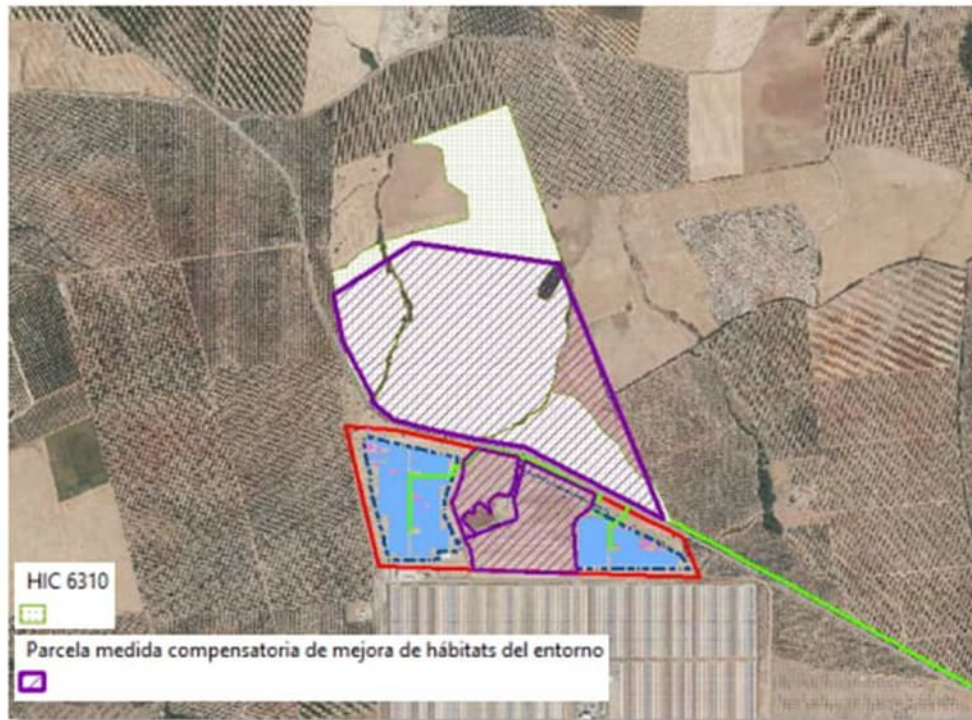 HIC 6310
Parcela medida compensatoria de mejora de hábitats del entorno